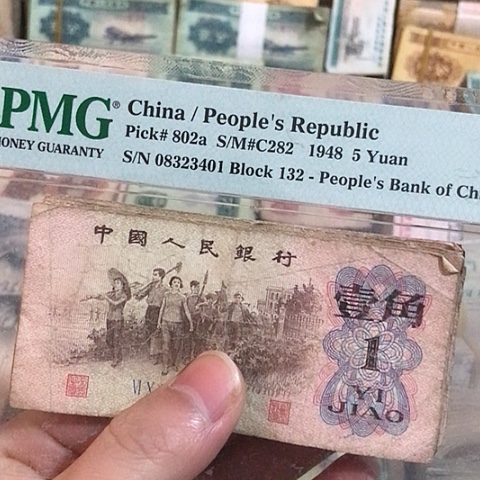 PMG®
MONEY GUARANTY
China / People's Republic
Pick# 802a S/M#C282 1948 5 Yuan
S/N 08323401 Block 132 - People's Bank of Ch
中國人民銀行
壹角
1
YI
JIAO